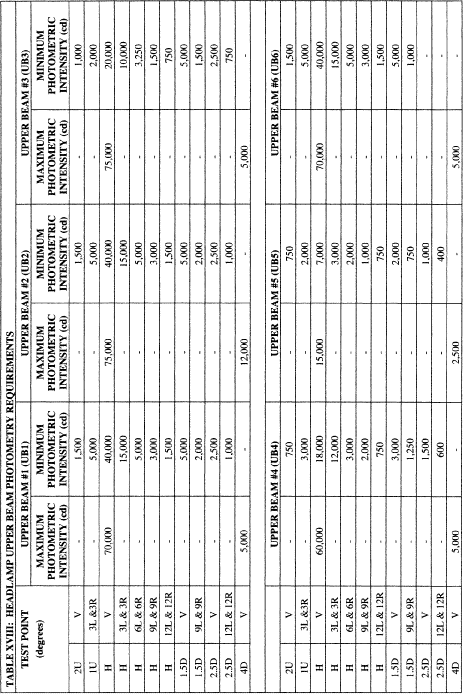 TABLE XVIII: HEADLAMP UPPER BEAM PHOTOMETRY REQUIREMENTS
TEST POINT (degrees) UPPER BEAM #1 (UB1) UPPER BEAM #2 (UB2) UPPER BEAM #3 (UB3)
MAXIMUM PHOTOMETRIC INTENSITY (cd) MINIMUM PHOTOMETRIC INTENSITY (cd) MAXIMUM PHOTOMETRIC INTENSITY (cd) MINIMUM PHOTOMETRIC INTENSITY (cd) MAXIMUM PHOTOMETRIC INTENSITY (cd) MINIMUM PHOTOMETRIC INTENSITY (cd)
2U V - 1,500 - 1,500 - 1,000
1U 3L &3R - 5,000 - 5,000 - 2,000
H V 70,000 40,000 75,000 40,000 75,000 20,000
H 3L & 3R - 15,000 - 15,000 - 10,000
H 6L & 6R - 5,000 - 5,000 - 3,250
H 9L & 9R - 3,000 - 3,000 - 1,500
H 12L & 12R - 1,500 - 1,500 - 750
1.5D V - 5,000 - 5,000 - 5,000
1.5D 9L & 9R - 2,000 - 2,000 - 1,500
2.5D V - 2,500 - 2,500 - 2,500
2.5D 12L & 12R - 1,000 - 1,000 - 750
4D V 5,000 - 12,000 - 5,000 -
UPPER BEAM #4 (UB4) UPPER BEAM #5 (UB5) UPPER BEAM #6 (UB6)
2U V - 750 - 750 - 1,500
1U 3L &3R - 3,000 - 2,000 - 5,000
H V 60,000 18,000 15,000 7,000 70,000 40,000
H 3L & 3R - 12,000 - 3,000 - 15,000
H 6L & 6R - 3,000 - 2,000 - 5,000
H 9L & 9R - 2,000 - 1,000 - 3,000
H 12L & 12R - 750 - 750 - 1,500
1.5D V - 3,000 - 2,000 - 5,000
1.5D 9L & 9R - 1,250 - 750 - 1,000
2.5D V - 1,500 - 1,000
2.5D 12L & 12R - 600 - 400
4D V 5,000 - 2,500 - 5,000 -